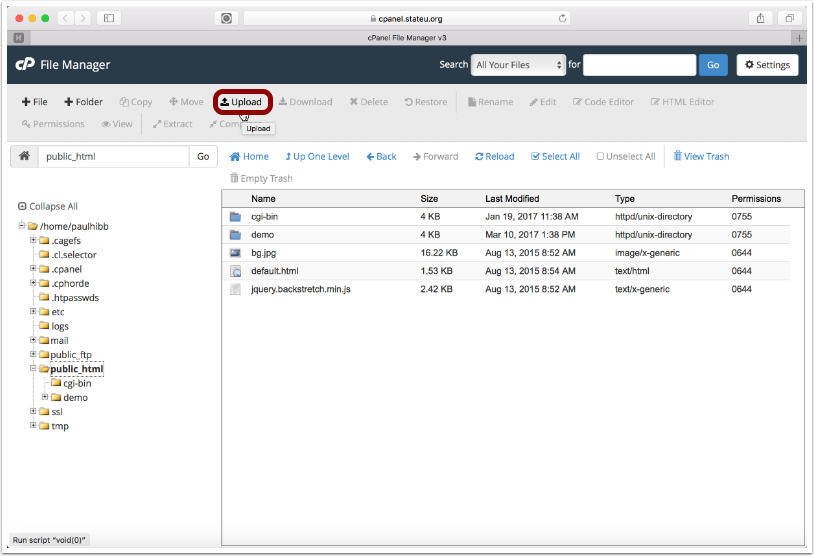 cpanel.stateu.org
H cPanel File Manager v3 +
cP File Manager Search All Your Files for Go Settings
+ File + Folder Copy Move Upload Download Delete Restore Rename Edit Code Editor HTML Editor
Permissions View Extract
Upload
public_html Go Home Up One Level Back Forward Reload Select All Unselect All View Trash
Empty Trash
Collapse All
/home/paulhibb
.cagefs
.cl.selector
.cpanel
.cphorde
.htpasswds
etc
logs
mail
public_ftp
public_html
cgi-bin
demo
ssl
tmp
Name Size Last Modified Type Permissions
cgi-bin 4 KB Jan 19, 2017 11:38 AM httpd/unix-directory 0755
demo 4 KB Mar 10, 2017 1:38 PM httpd/unix-directory 0755
bg.jpg 16.22 KB Aug 13, 2015 8:52 AM image/x-generic 0644
default.html 1.53 KB Aug 13, 2015 8:54 AM text/html 0644
jquery.backstretch.min.js 2.42 KB Aug 13, 2015 8:52 AM text/x-generic 0644
Run script "void(0)"